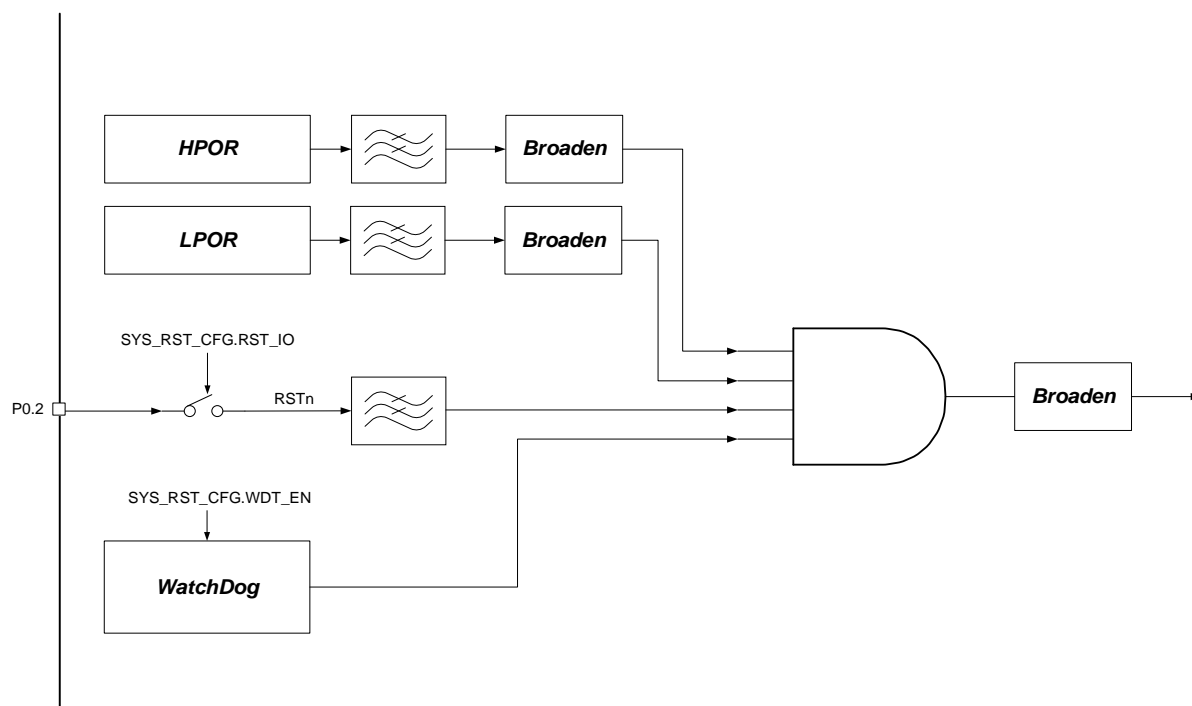 HPOR
Broaden
LPOR
Broaden
SYS_RST_CFG.RST_IO
P0.2
RSTn
Broaden
SYS_RST_CFG.WDT_EN
WatchDog